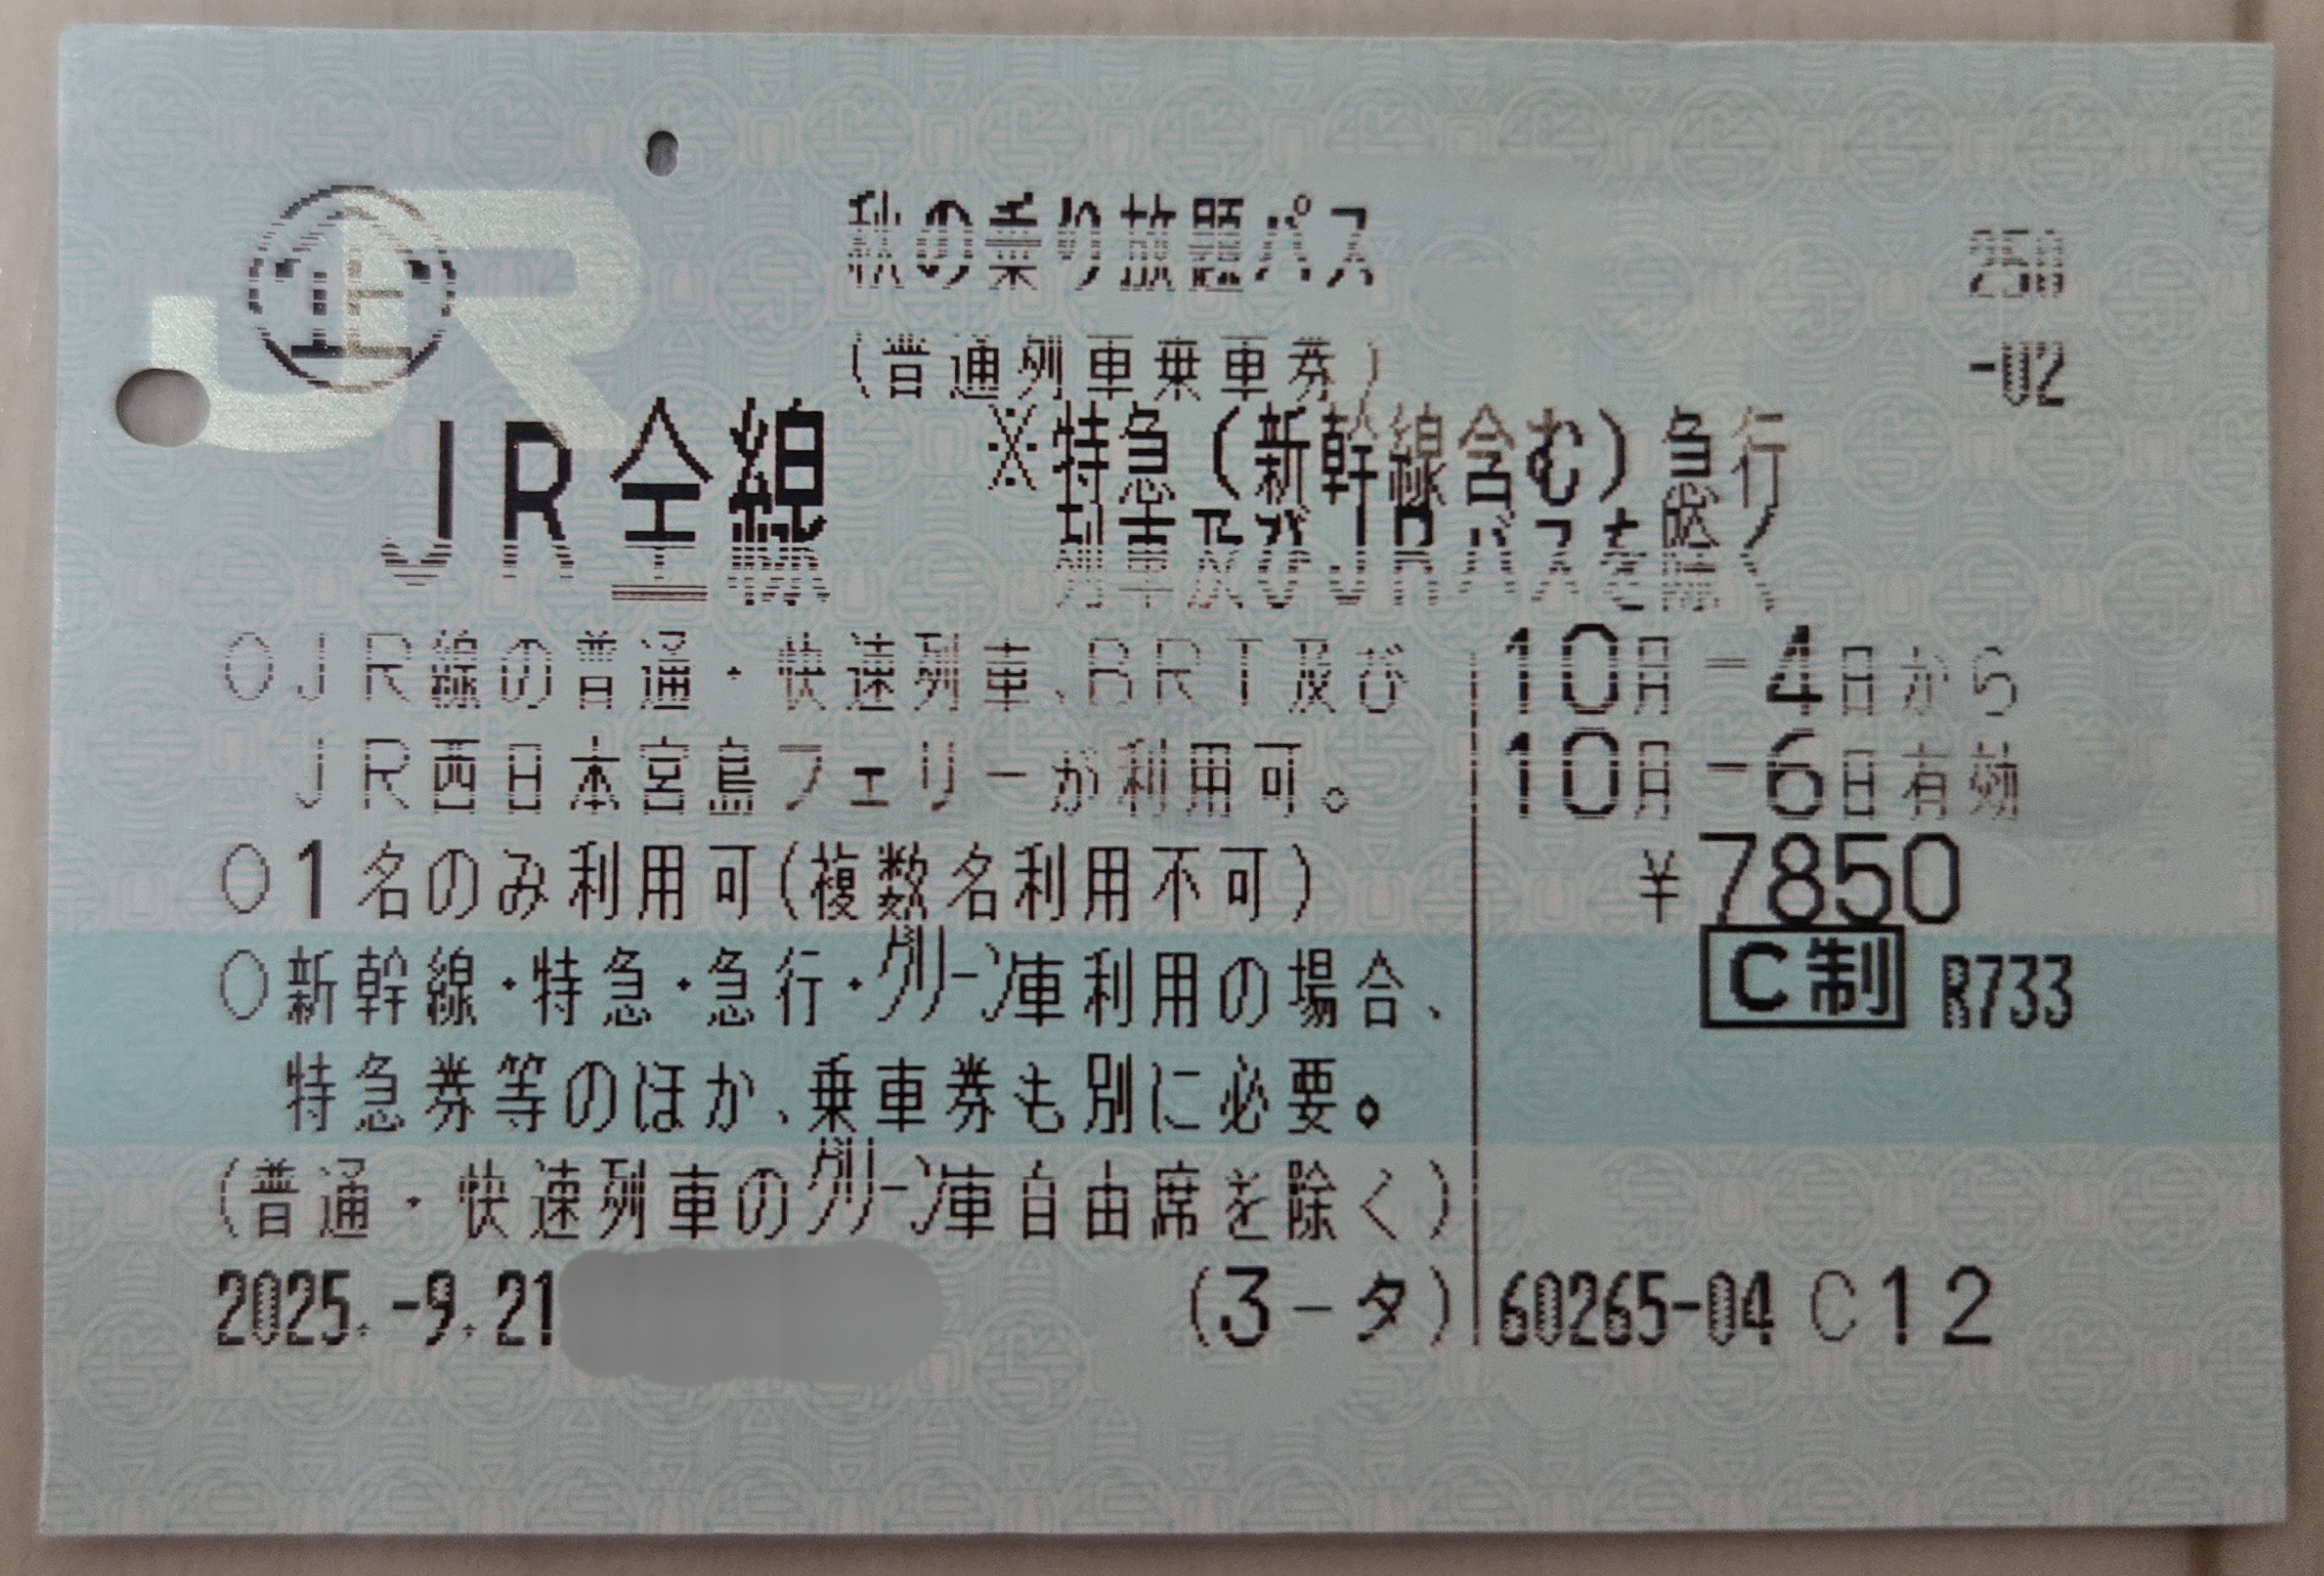 JR
正
秋の乗り放題パス
250
(普通列車乗車券)
-02
JR全線 ※特急(新幹線含む)急行
列車及びJRバスを除く
○JR線の普通・快速列車、BRT及び
JR西日本宮島フェリーが利用可。
○1名のみ利用可(複数名利用不可)
○新幹線・特急・急行・グリーン車利用の場合、
特急券等のほか、乗車券も別に必要。
(普通・快速列車のグリーン車自由席を除く)
10月-4日から
10月-6日有効
¥7850
C制 R733
2025.-9.21 (3-タ) 60265-04 C12